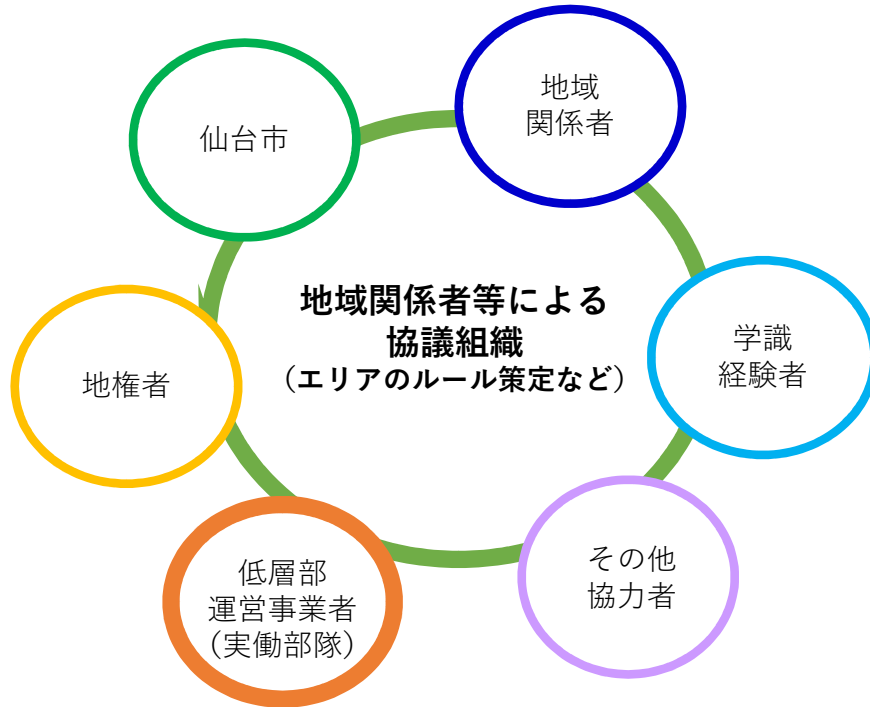 仙台市
地域
関係者
地域関係者等による
協議組織
（エリアのルール策定など）
学識
経験者
地権者
低層部
運営事業者
（実働部隊）
その他
協力者